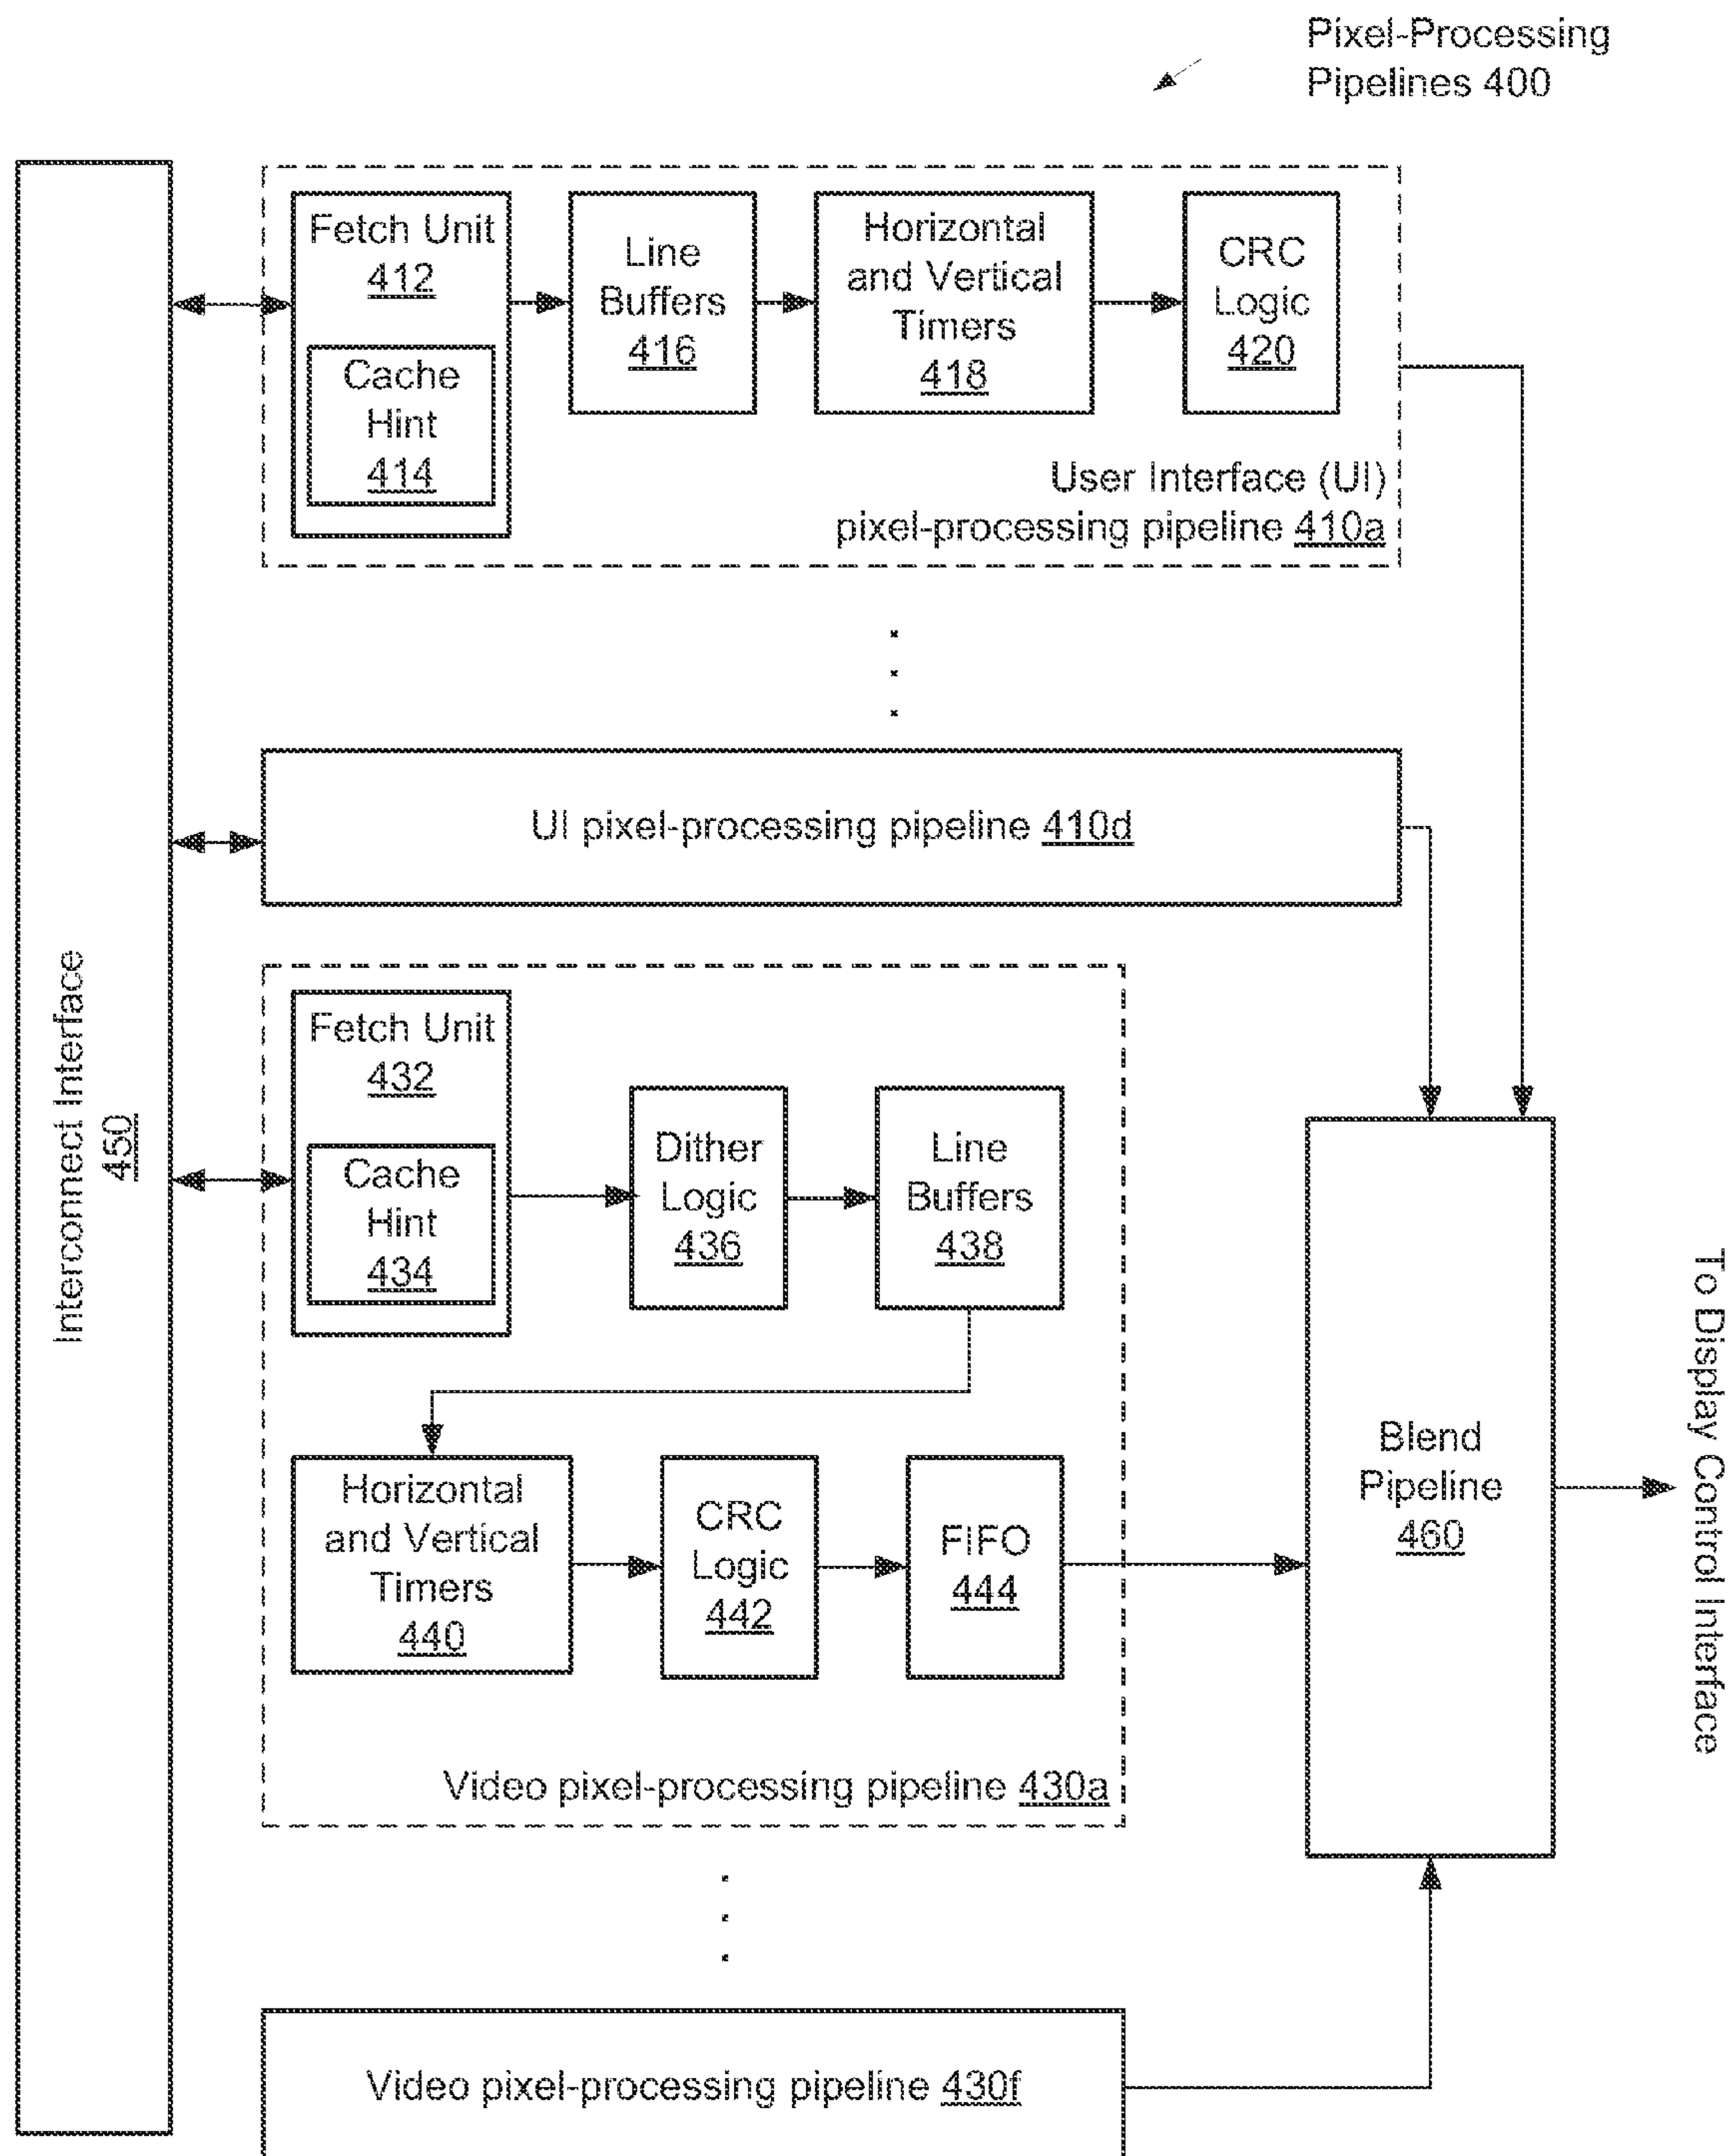 Pixel-Processing
Pipelines 400
Interconnect Interface
450
Fetch Unit
412
Cache
Hint
414
Line
Buffers
416
Horizontal
and Vertical
Timers
418
CRC
Logic
420
User Interface (UI)
pixel-processing pipeline 410a
UI pixel-processing pipeline 410d
Fetch Unit
432
Cache
Hint
434
Dither
Logic
436
Line
Buffers
438
Horizontal
and Vertical
Timers
440
CRC
Logic
442
FIFO
444
Video pixel-processing pipeline 430a
Video pixel-processing pipeline 430f
Blend
Pipeline
460
To Display Control Interface